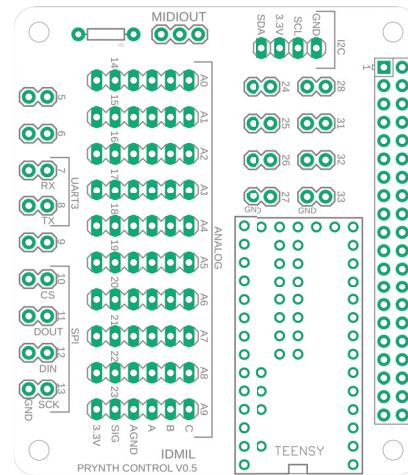 MIDIOUT
SDA
3.3V
SCL
GND
I2C
1
14
A0
24
28
5
15
A1
25
31
6
16
A2
26
32
7
RX
17
A3
27
33
GND
GND
UART3
8
TX
18
A4
9
19
A5
ANALOG
10
CS
20
A6
11
DOUT
21
A7
SPI
12
DIN
22
A8
13
SCK
GND
23
A9
3.3V
SIG
AGND
A
B
C
TEENSY
IDMIL
PRYNTH CONTROL V0.5